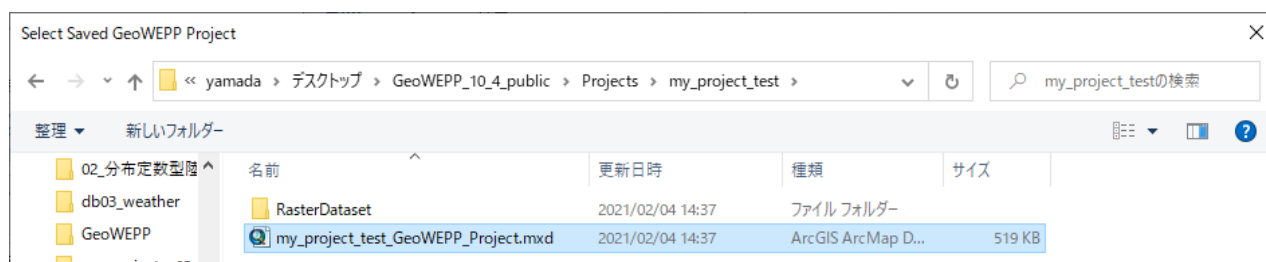 Select Saved GeoWEPP Project
« yamada > デスクトップ > GeoWEPP_10_4_public > Projects > my_project_test >
my_project_testの検索
整理 ▼ 新しいフォルダー
名前 更新日時 種類 サイズ
02_分布定数型陸
db03_weather
GeoWEPP
RasterDataset 2021/02/04 14:37 ファイル フォルダー
my_project_test_GeoWEPP_Project.mxd 2021/02/04 14:37 ArcGIS ArcMap D... 519 KB